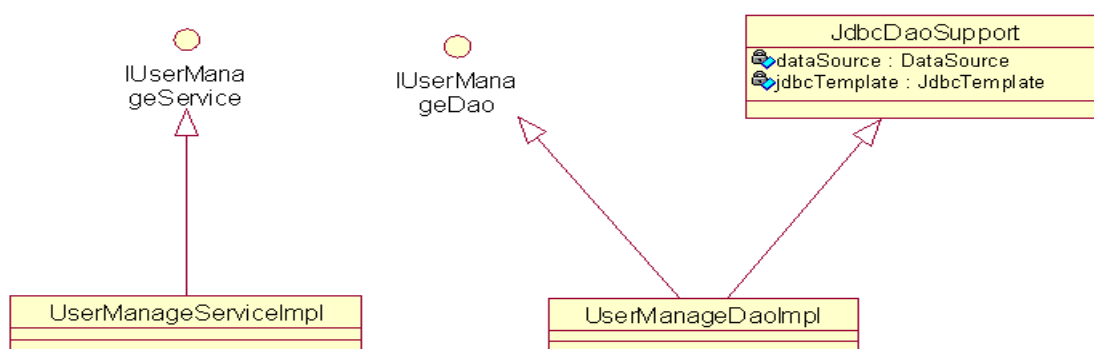 JdbcDaoSupport
dataSource : DataSource
jdbcTemplate : JdbcTemplate
IUserMana
geService
IUserMana
geDao
UserManageServiceImpl
UserManageDaoImpl